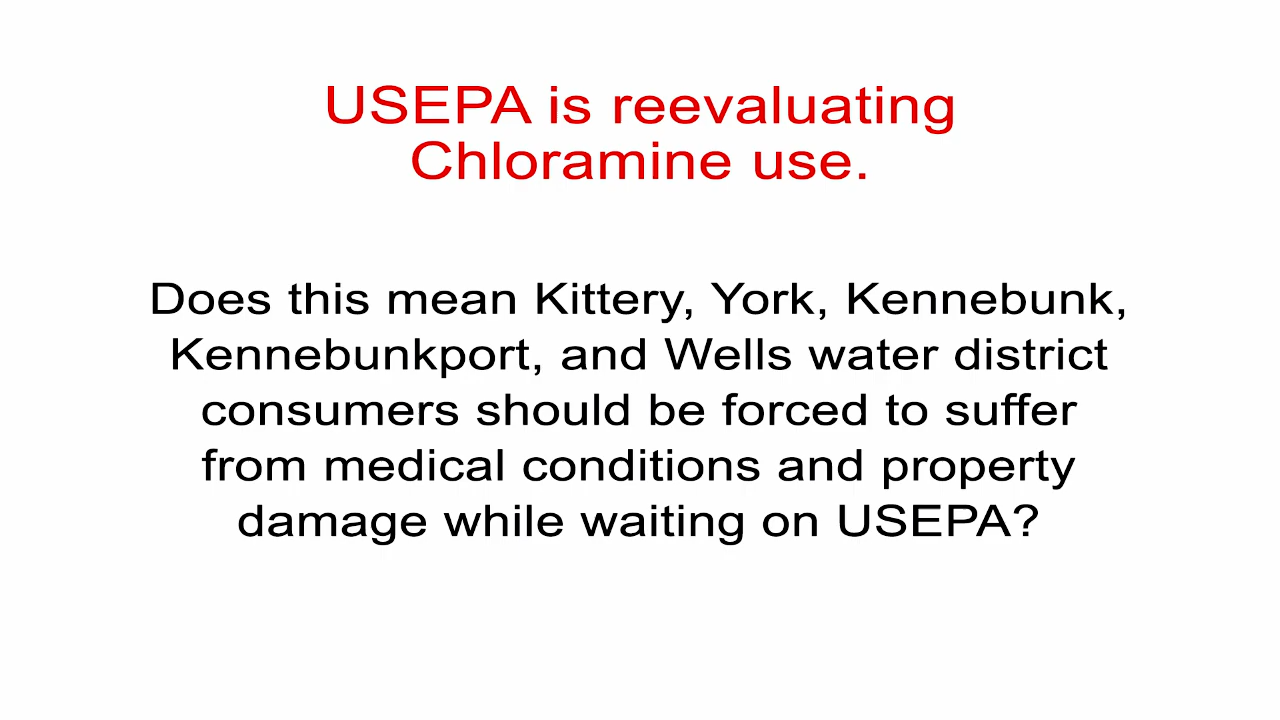 USEPA is reevaluating
Chloramine use.
Does this mean Kittery, York, Kennebunk,
Kennebunkport, and Wells water district
consumers should be forced to suffer
from medical conditions and property
damage while waiting on USEPA?